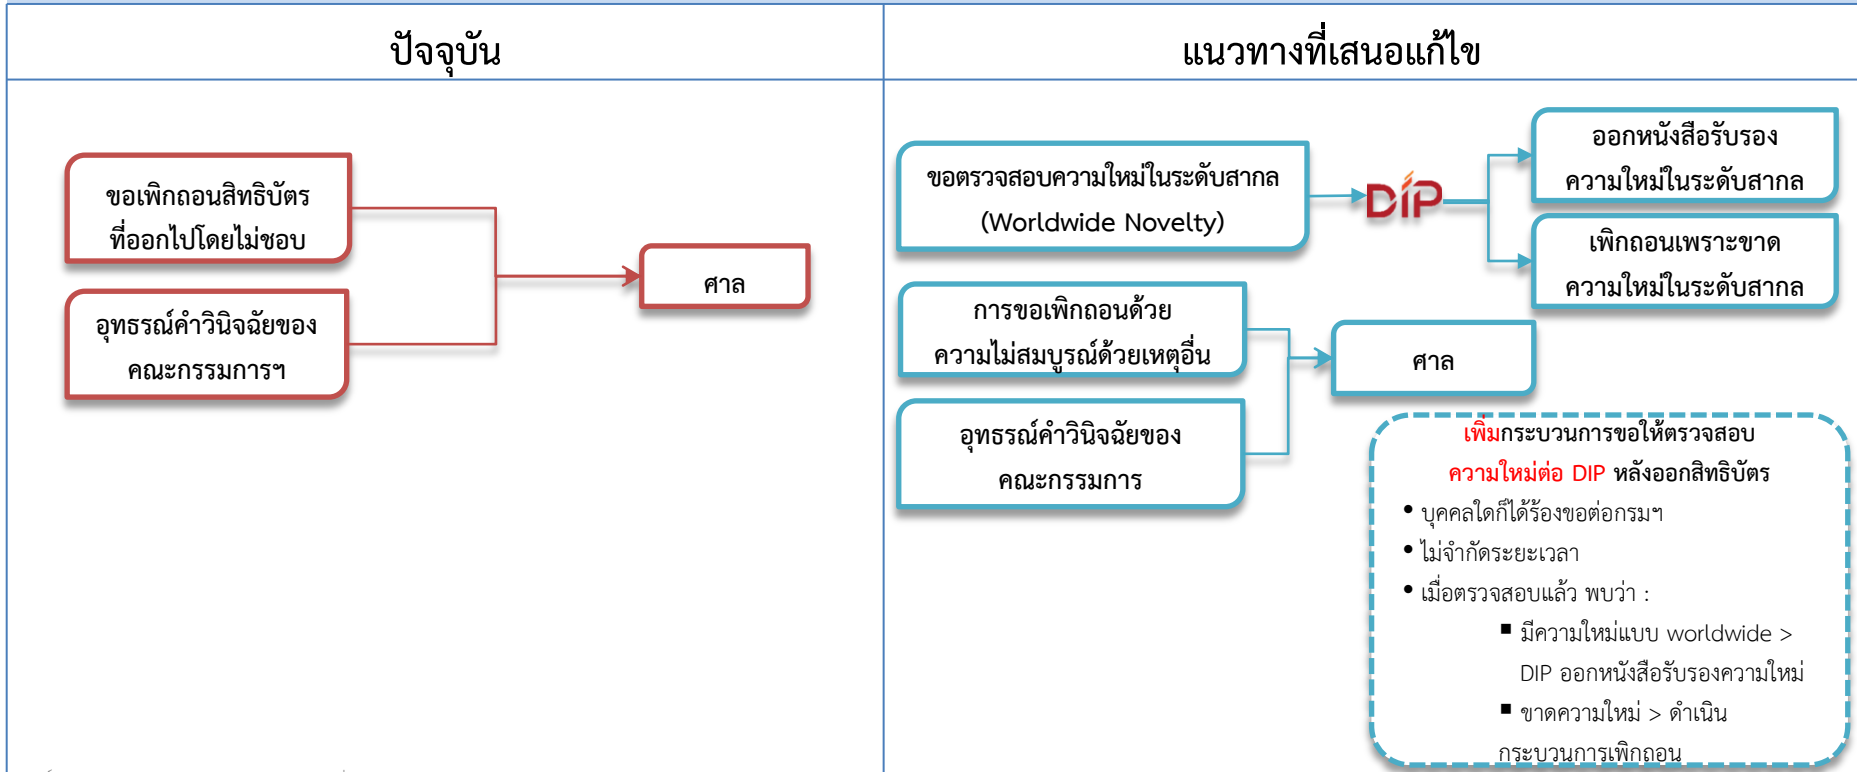 ปัจจุบัน
แนวทางที่เสนอแก้ไข
ขอเพิกถอนสิทธิบัตร
ที่ออกไปโดยไม่ชอบ
อุทธรณ์คำวินิจฉัยของ
คณะกรรมการฯ
ศาล
ขอตรวจสอบความใหม่ในระดับสากล
(Worldwide Novelty)
DIP
ออกหนังสือรับรอง
ความใหม่ในระดับสากล
เพิกถอนเพราะขาด
ความใหม่ในระดับสากล
การขอเพิกถอนด้วย
ความไม่สมบูรณ์ด้วยเหตุอื่น
อุทธรณ์คำวินิจฉัยของ
คณะกรรมการ
ศาล
เพิ่มกระบวนการขอให้ตรวจสอบ
ความใหม่ต่อ DIP หลังออกสิทธิบัตร
• บุคคลใดก็ได้ร้องขอต่อกรมฯ
• ไม่จำกัดระยะเวลา
• เมื่อตรวจสอบแล้ว พบว่า :
▪ มีความใหม่แบบ worldwide >
DIP ออกหนังสือรับรองความใหม่
▪ ขาดความใหม่ > ดำเนิน
กระบวนการเพิกถอน